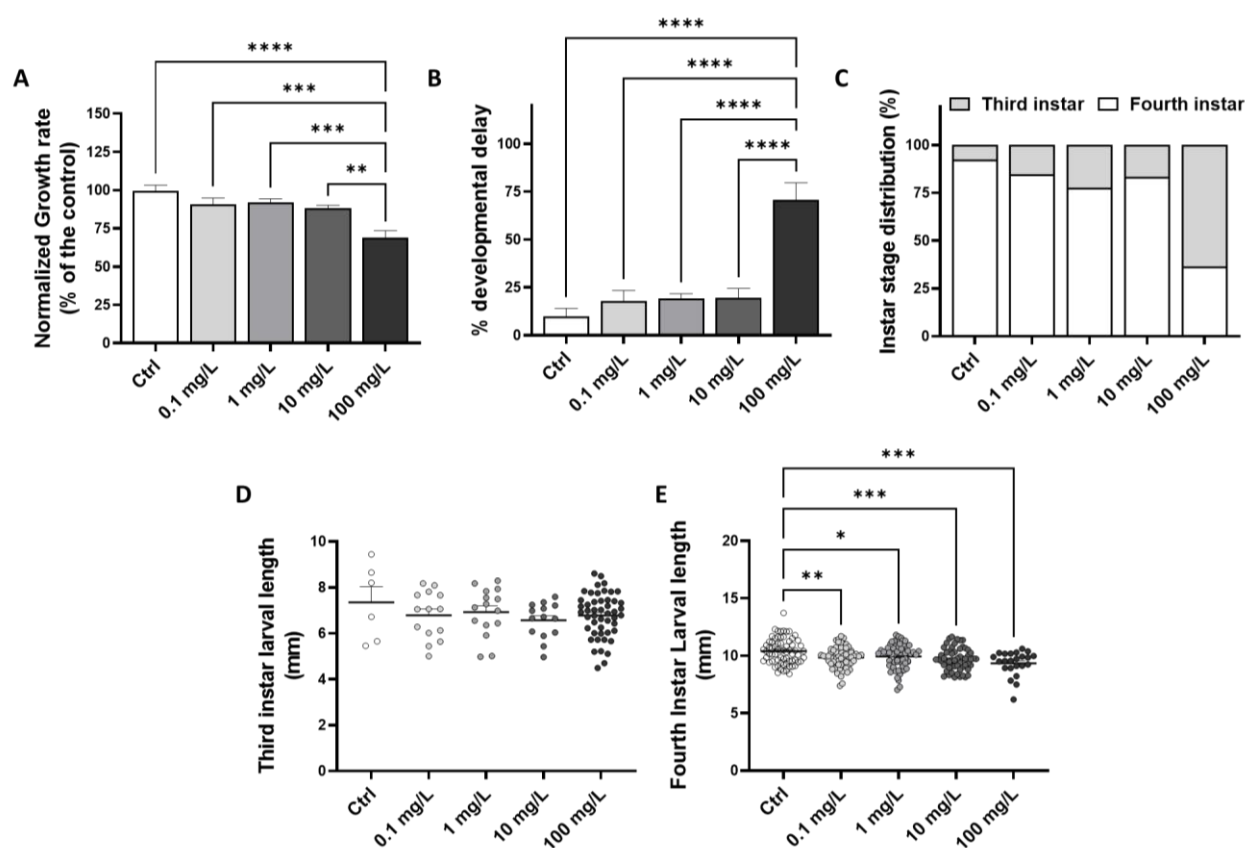 A
Normalized Growth rate
(% of the control)
150
125
100
75
50
25
0
****
***
***
**
Ctrl
0.1 mg/L
1 mg/L
10 mg/L
100 mg/L
B
% developmental delay
100
75
50
25
0
****
****
****
****
Ctrl
0.1 mg/L
1 mg/L
10 mg/L
100 mg/L
C
Instar stage distribution (%)
Third instar
Fourth instar
100
75
50
25
0
Ctrl
0.1 mg/L
1 mg/L
10 mg/L
100 mg/L
D
Third instar larval length
(mm)
10
8
6
4
2
0
Ctrl
0.1 mg/L
1 mg/L
10 mg/L
100 mg/L
E
Fourth Instar Larval length
(mm)
20
15
10
5
0
***
***
*
**
Ctrl
0.1 mg/L
1 mg/L
10 mg/L
100 mg/L